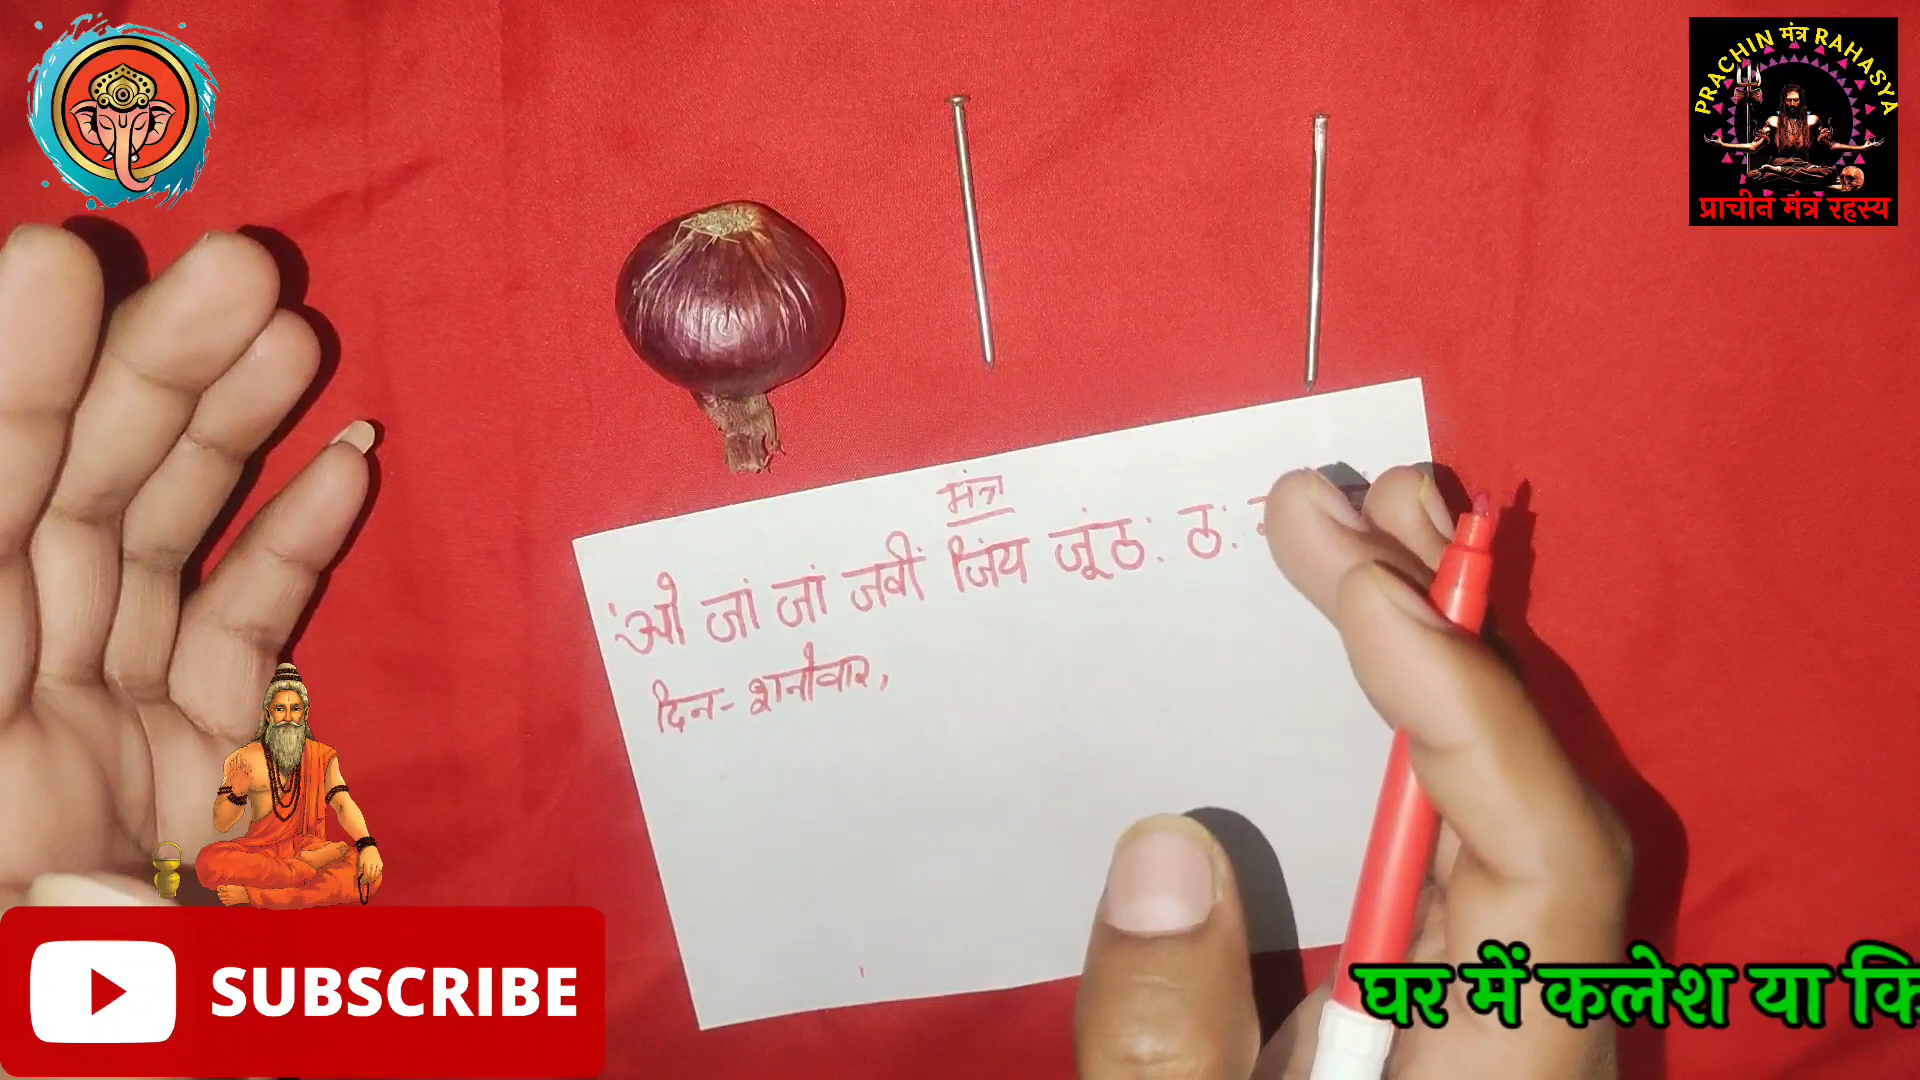 PRACHIN मंत्र RAHASYA
प्राचीन मंत्र रहस्य
मंत्र
ओं जां जां जवीं जिंय जूंठः ठः
दिन - शनीवार,
SUBSCRIBE
घर में कलेश या कि